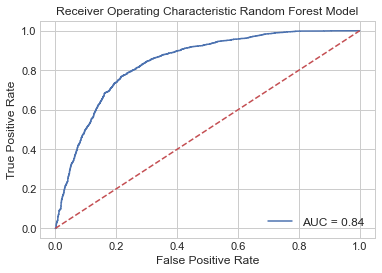 Receiver Operating Characteristic Random Forest Model
True Positive Rate
1.0
0.8
0.6
0.4
0.2
0.0
0.0 0.2 0.4 0.6 0.8 1.0
False Positive Rate
AUC = 0.84